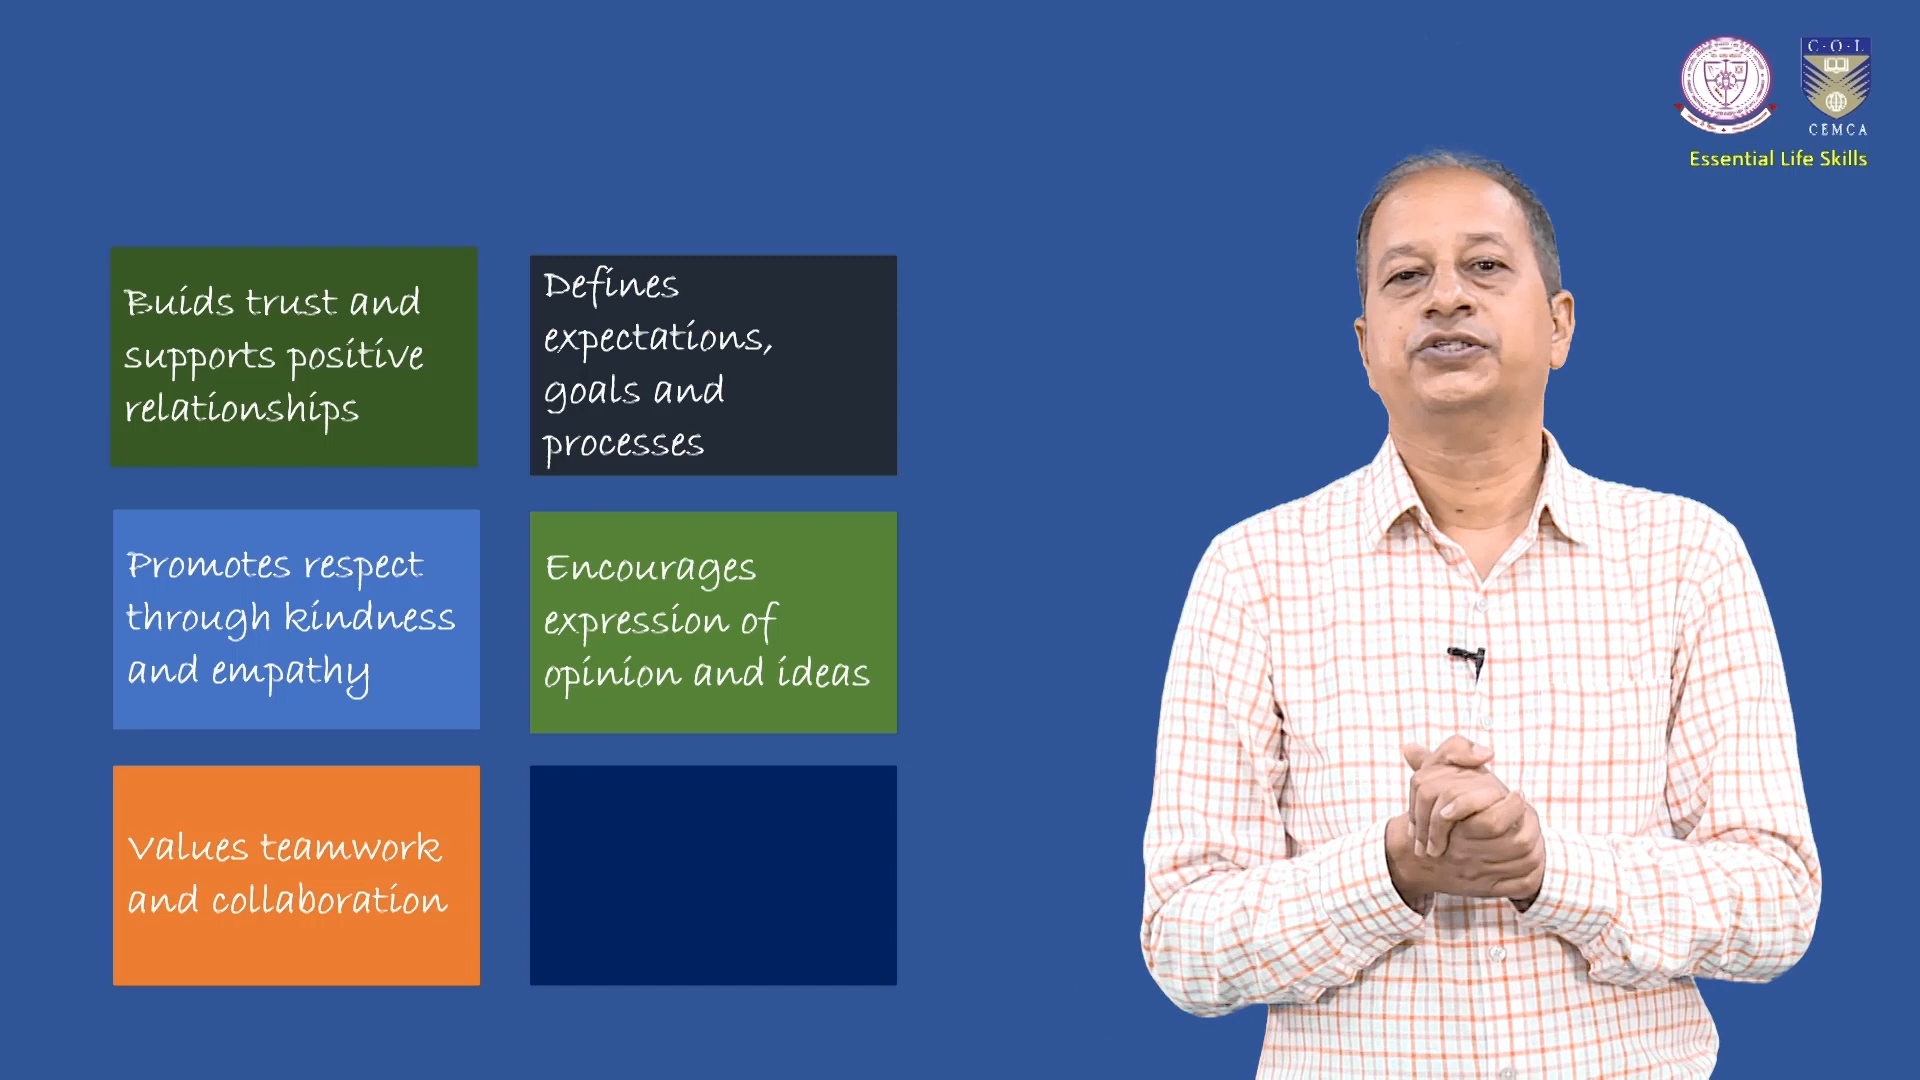 C·O·L
CEMCA
Essential Life Skills
Buids trust and
supports positive
relationships
Defines
expectations,
goals and
processes
Promotes respect
through kindness
and empathy
Encourages
expression of
opinion and ideas
Values teamwork
and collaboration